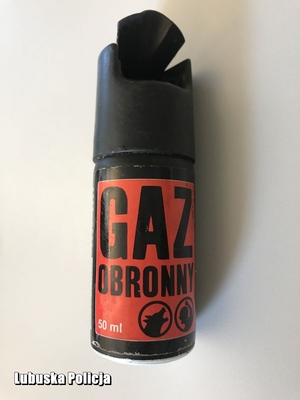 GAZ
OBRONNY
50 ml
Lubuska Policja